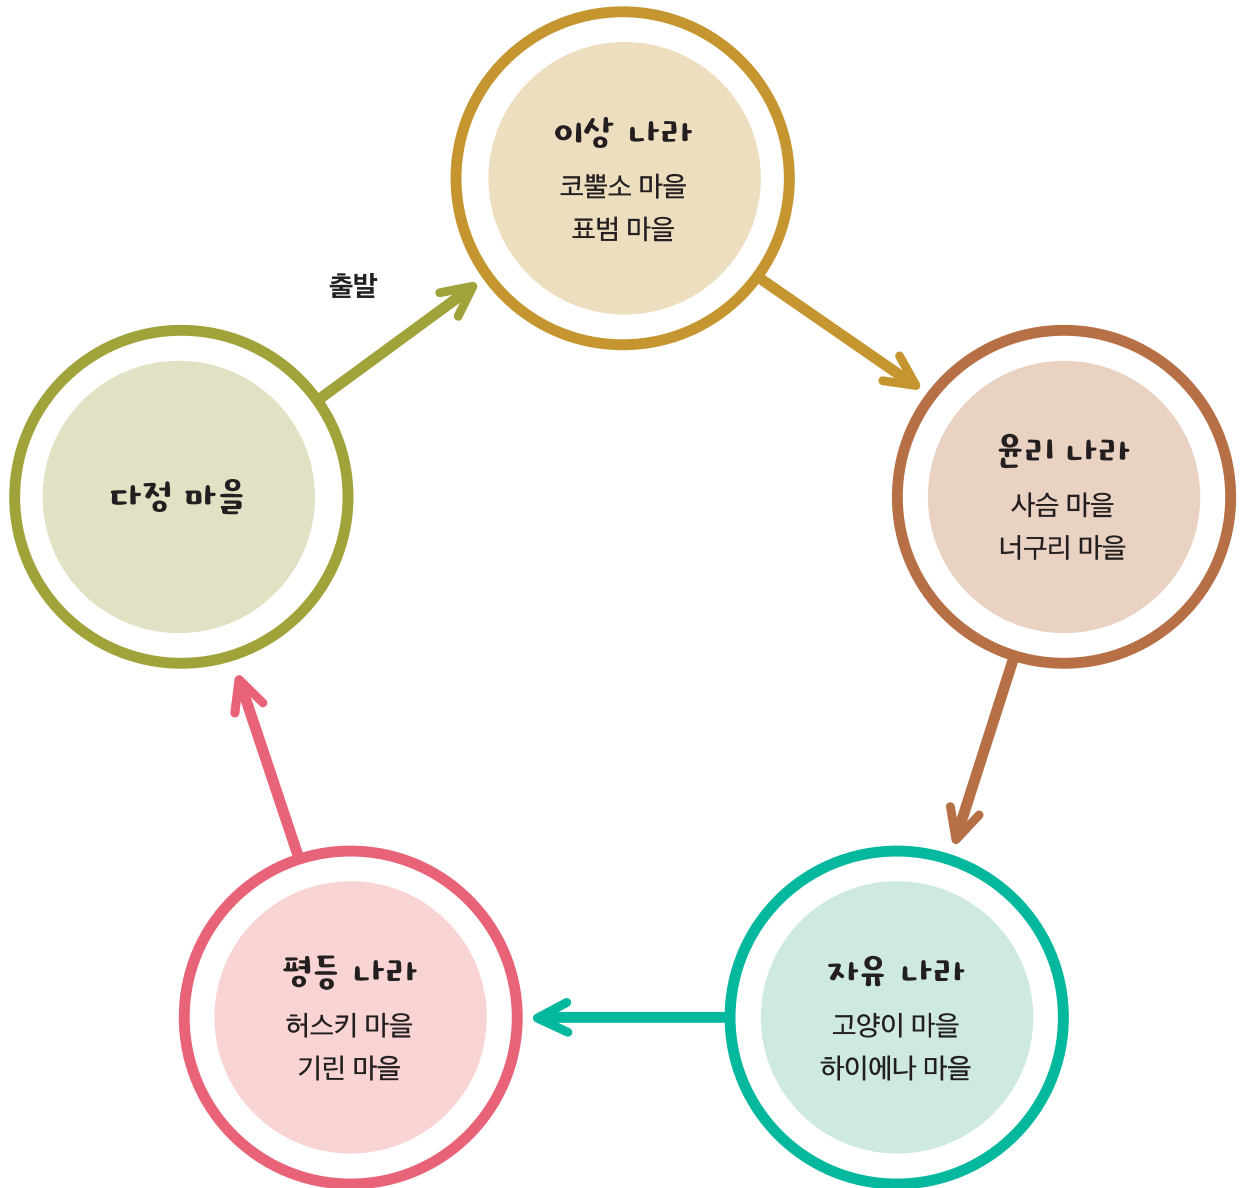 이상 나라
코뿔소 마을
표범 마을
출발
다정 마을
윤리 나라
사슴 마을
너구리 마을
평등 나라
허스키 마을
기린 마을
자유 나라
고양이 마을
하이에나 마을